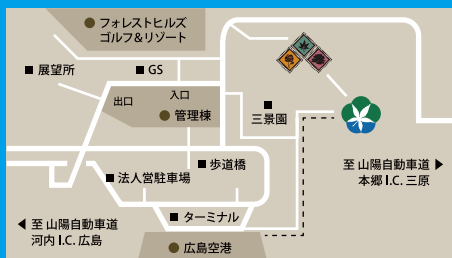 フォレストヒルズ
ゴルフ&リゾート
展望所
GS
出口
入口
管理棟
三景園
歩道橋
法人営駐車場
至 山陽自動車道
本郷 I.C. 三原
ターミナル
至 山陽自動車道
河内 I.C. 広島
広島空港